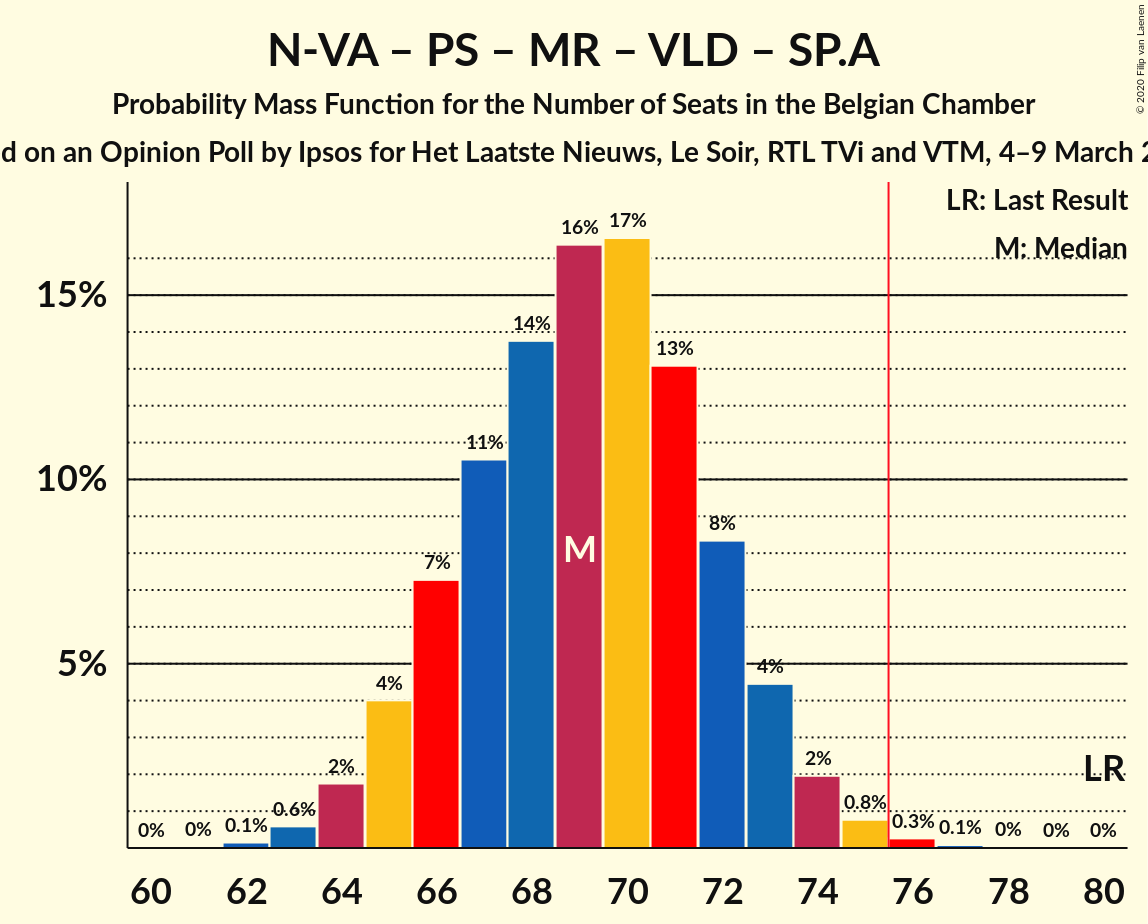 N-VA – PS – MR – VLD – SP.A
Probability Mass Function for the Number of Seats in the Belgian Chamber
d on an Opinion Poll by Ipsos for Het Laatste Nieuws, Le Soir, RTL TVi and VTM, 4–9 March 2
© 2020 Filip van Laenen
LR: Last Result
M: Median
15%
10%
5%
0% 0% 0.1% 0.6% 2% 4% 7% 11% 14% 16% 17% 13% 8% 4% 2% 0.8% 0.3% 0.1% 0% 0% 0%
M
LR
60 62 64 66 68 70 72 74 76 78 80